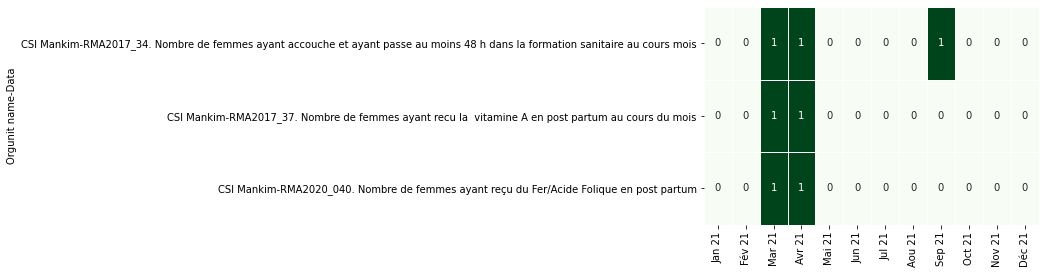 CSI Mankim-RMA2017_34. Nombre de femmes ayant accouche et ayant passe au moins 48 h dans la formation sanitaire au cours mois
0 0 1 1 0 0 0 0 1 0 0 0
CSI Mankim-RMA2017_37. Nombre de femmes ayant recu la  vitamine A en post partum au cours du mois
0 0 1 1 0 0 0 0 0 0 0 0
CSI Mankim-RMA2020_040. Nombre de femmes ayant reçu du Fer/Acide Folique en post partum
0 0 1 1 0 0 0 0 0 0 0 0
Orgunit name-Data
Jan 21
Fév 21
Mar 21
Avr 21
Mai 21
Jun 21
Jul 21
Aou 21
Sep 21
Oct 21
Nov 21
Déc 21